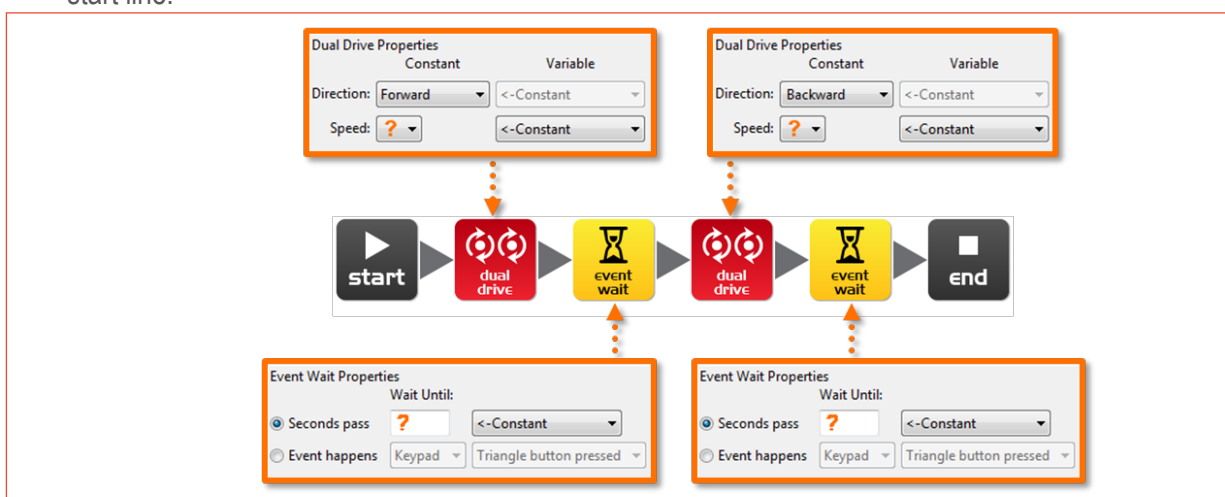 start line.
Dual Drive Properties
Constant Variable
Direction: Forward <-Constant
Speed: ? <-Constant
Dual Drive Properties
Constant Variable
Direction: Backward <-Constant
Speed: ? <-Constant
start
dual
drive
event
wait
dual
drive
event
wait
end
Event Wait Properties
Wait Until:
Seconds pass ? <-Constant
Event happens Keypad Triangle button pressed
Event Wait Properties
Wait Until:
Seconds pass ? <-Constant
Event happens Keypad Triangle button pressed